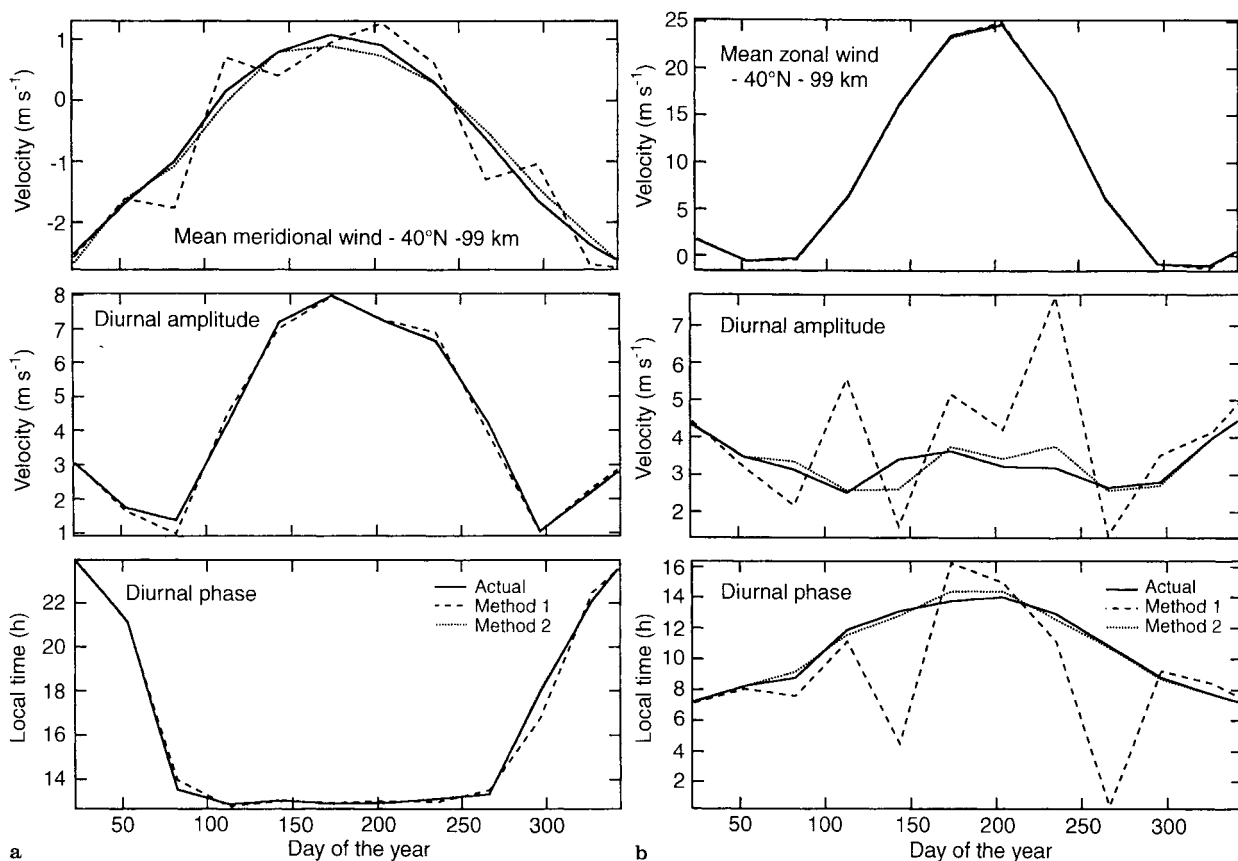 1
0
-1
-2
Velocity (m s⁻¹)
Mean meridional wind - 40°N -99 km
8
7
6
5
4
3
2
1
Velocity (m s⁻¹)
Diurnal amplitude
22
20
18
16
14
Local time (h)
Diurnal phase
Actual
Method 1
Method 2
50 100 150 200 250 300
Day of the year
a
25
20
15
10
5
0
Velocity (m s⁻¹)
Mean zonal wind
- 40°N - 99 km
7
6
5
4
3
2
Velocity (m s⁻¹)
Diurnal amplitude
16
14
12
10
8
6
4
2
Local time (h)
Diurnal phase
Actual
Method 1
Method 2
50 100 150 200 250 300
Day of the year
b